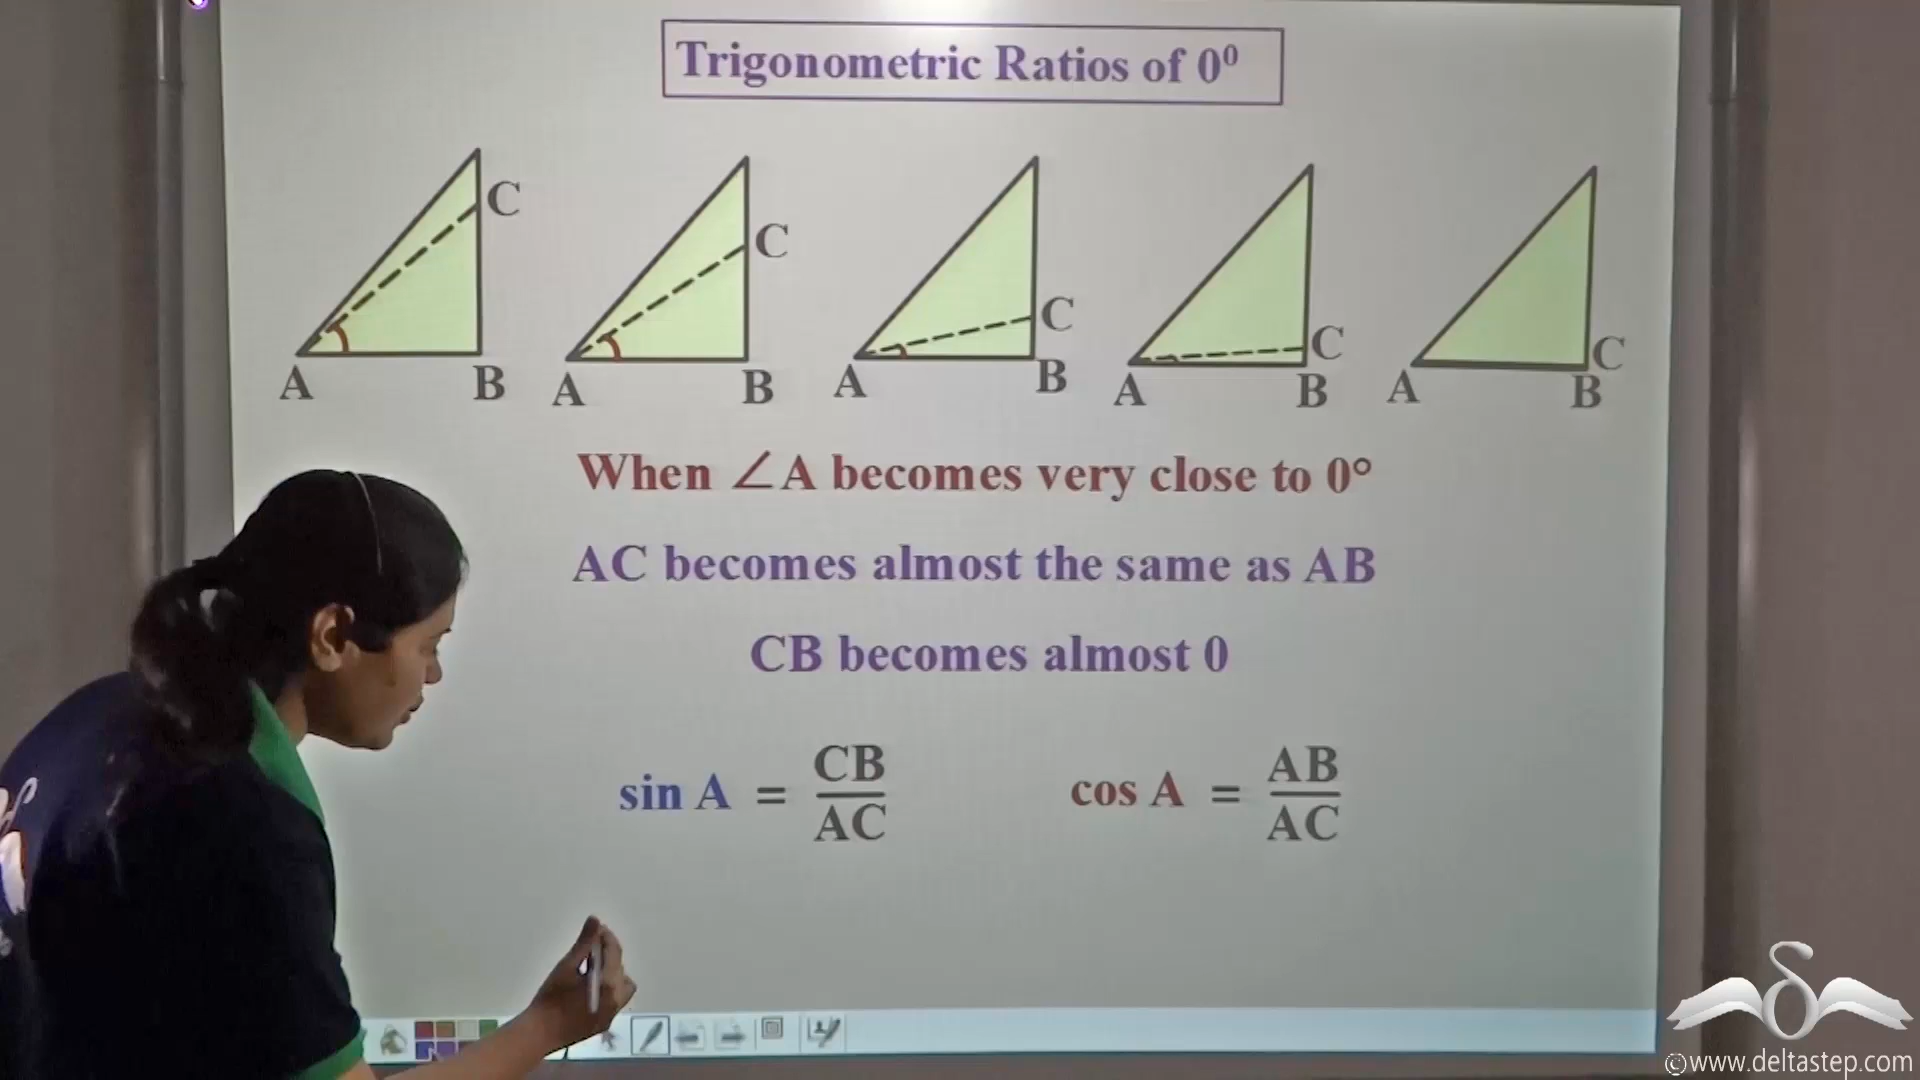 Trigonometric Ratios of 0⁰
C
C
C
C
C
A
B
A
B
A
B
A
B
A
B
When ∠A becomes very close to 0°
AC becomes almost the same as AB
CB becomes almost 0
sin A = CB/AC
cos A = AB/AC
©www.deltastep.com